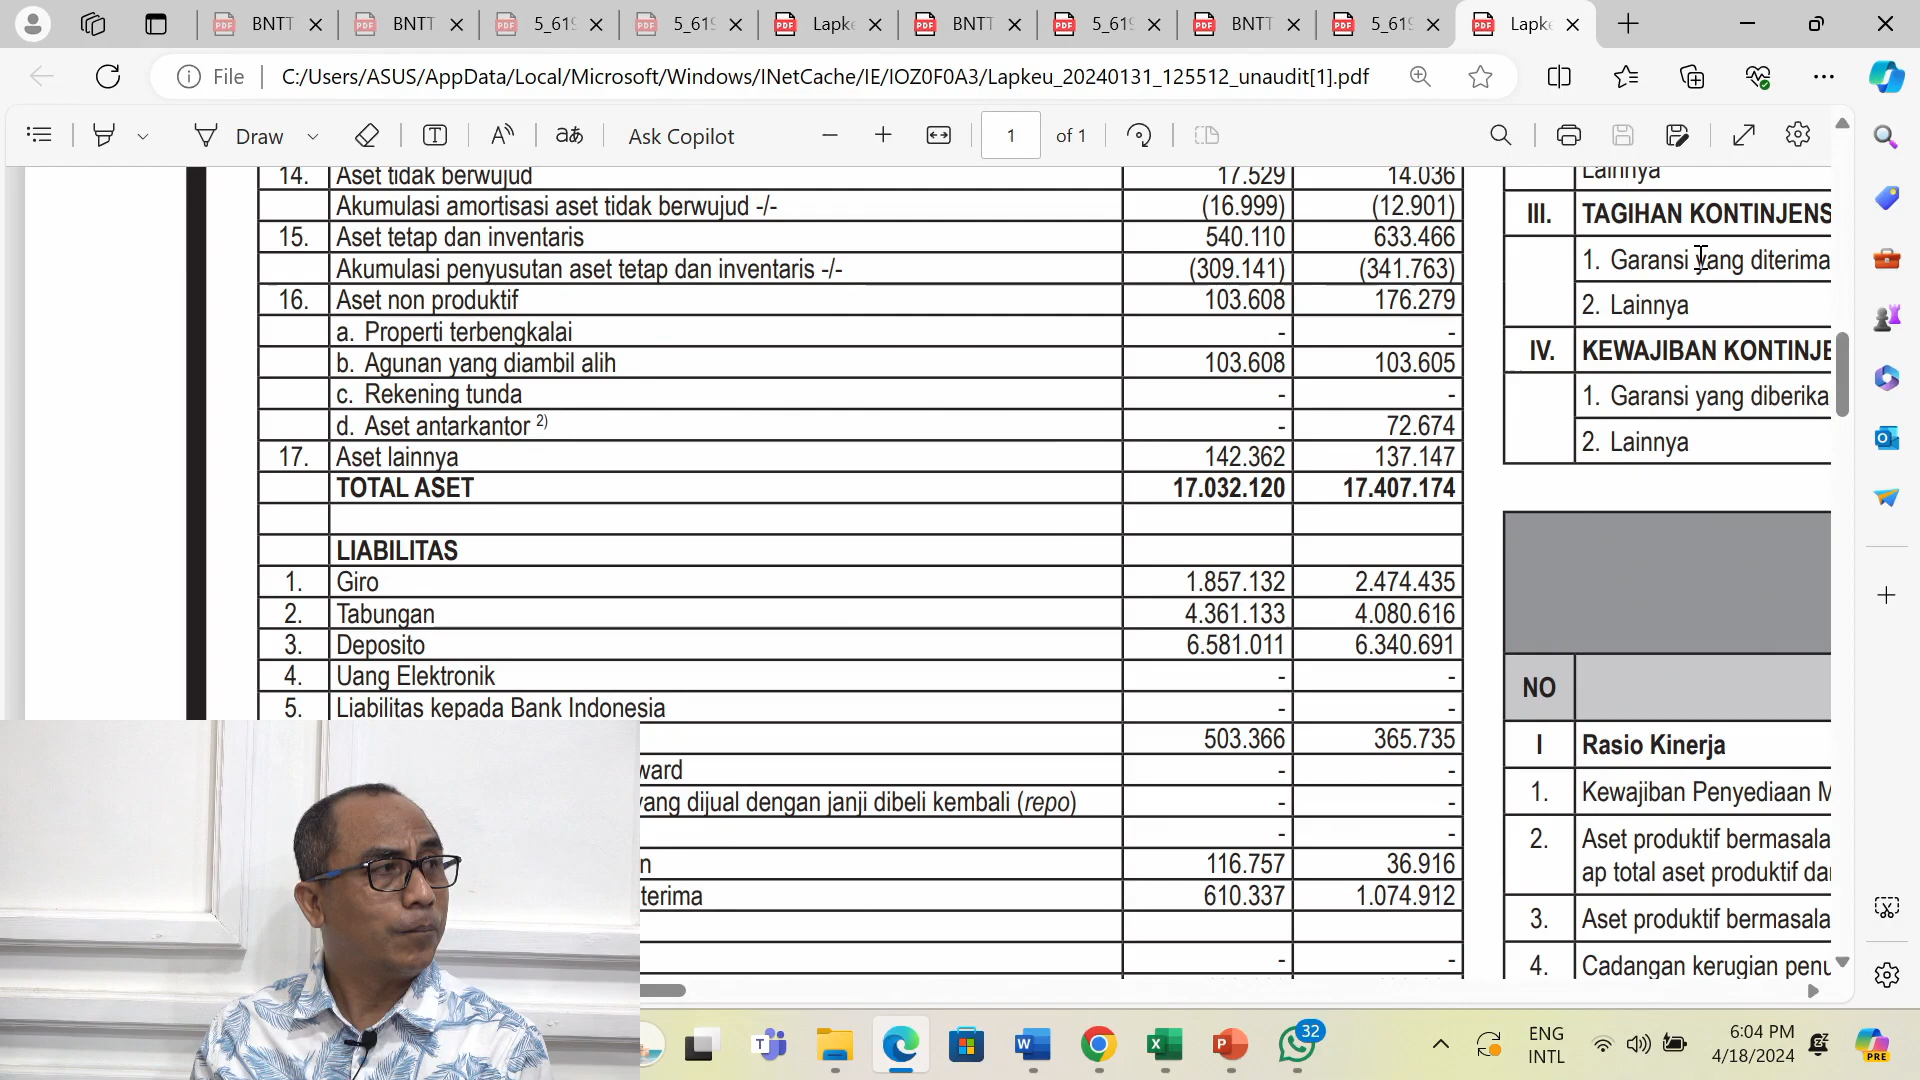 BNTT
BNTT
5_619
5_619
Lapke
BNTT
5_619
BNTT
5_619
Lapke
File
C:/Users/ASUS/AppData/Local/Microsoft/Windows/INetCache/IE/IOZ0F0A3/Lapkeu_20240131_125512_unaudit[1].pdf
Draw
Ask Copilot
1 of 1
14. Aset tidak berwujud 17.529 14.036
Akumulasi amortisasi aset tidak berwujud -/- (16.999) (12.901)
15. Aset tetap dan inventaris 540.110 633.466
Akumulasi penyusutan aset tetap dan inventaris -/- (309.141) (341.763)
16. Aset non produktif 103.608 176.279
a. Properti terbengkalai - -
b. Agunan yang diambil alih 103.608 103.605
c. Rekening tunda - -
d. Aset antarkantor 2) - 72.674
17. Aset lainnya 142.362 137.147
TOTAL ASET 17.032.120 17.407.174
LIABILITAS
1. Giro 1.857.132 2.474.435
2. Tabungan 4.361.133 4.080.616
3. Deposito 6.581.011 6.340.691
4. Uang Elektronik - -
5. Liabilitas kepada Bank Indonesia - -
503.366 365.735
ward - -
yang dijual dengan janji dibeli kembali (repo) - -
- -
n 116.757 36.916
terima 610.337 1.074.912
- -
Lainnya
III. TAGIHAN KONTINJENS
1. Garansi yang diterima
2. Lainnya
IV. KEWAJIBAN KONTINJE
1. Garansi yang diberika
2. Lainnya
NO
I Rasio Kinerja
1. Kewajiban Penyediaan M
2. Aset produktif bermasala
ap total aset produktif da
3. Aset produktif bermasala
4. Cadangan kerugian penu
32
ENG
INTL
6:04 PM
4/18/2024
PRE